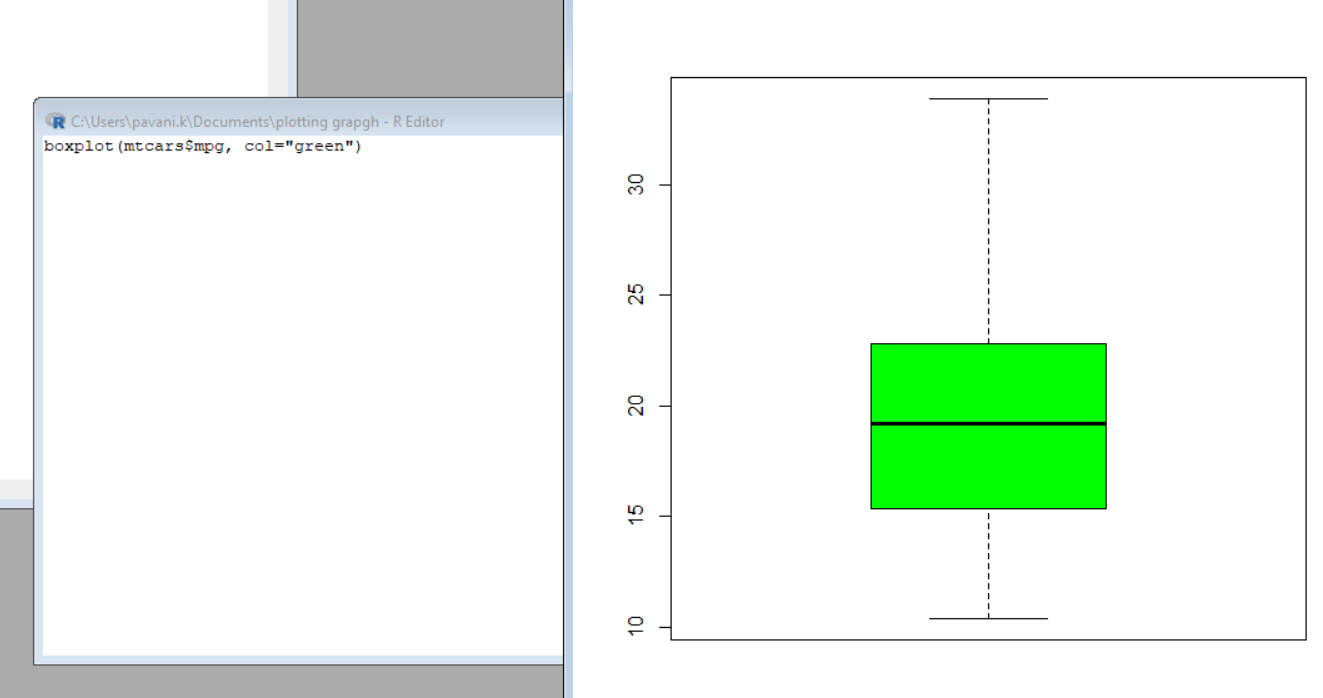 C:\Users\pavani.k\Documents\plotting grapgh - R Editor
boxplot(mtcars$mpg, col="green")
30
25
20
15
10